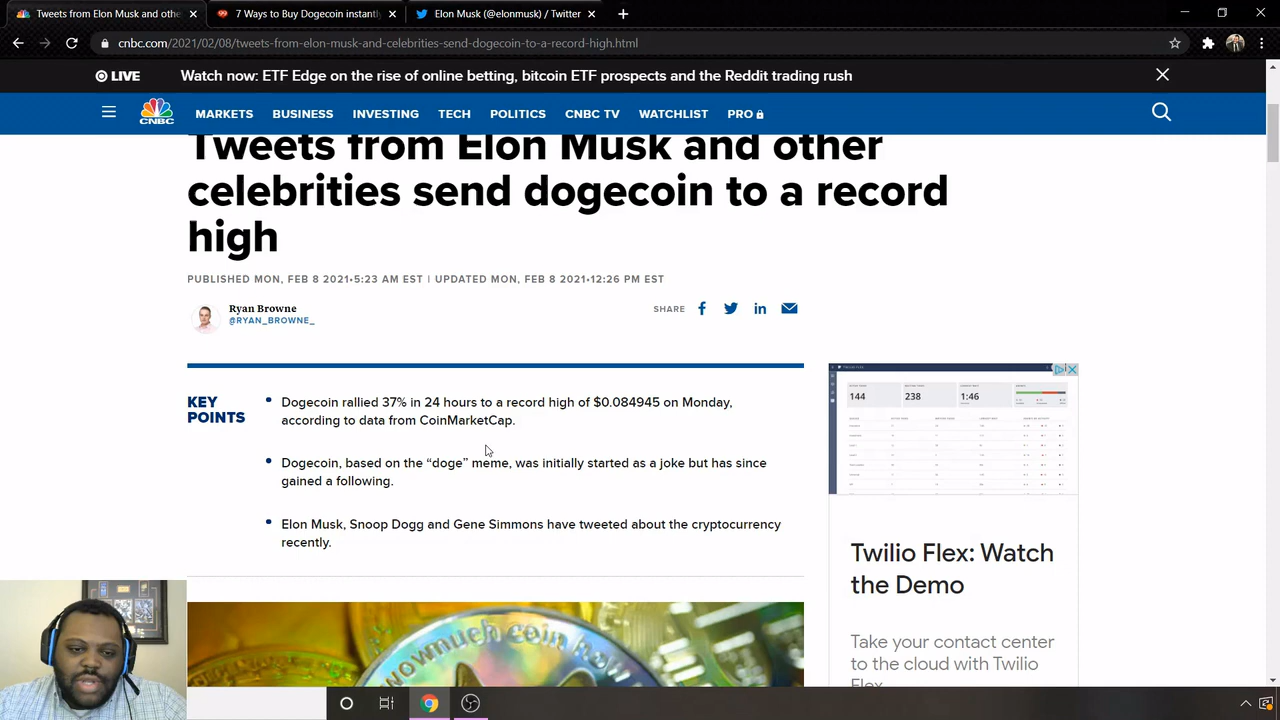 Tweets from Elon Musk and othe
7 Ways to Buy Dogecoin instantl
Elon Musk (@elonmusk) / Twitter
cnbc.com/2021/02/08/tweets-from-elon-musk-and-celebrities-send-dogecoin-to-a-record-high.html
LIVE
Watch now: ETF Edge on the rise of online betting, bitcoin ETF prospects and the Reddit trading rush
CNBC
MARKETS BUSINESS INVESTING TECH POLITICS CNBC TV WATCHLIST PRO
Tweets from Elon Musk and other
celebrities send dogecoin to a record
high
PUBLISHED MON, FEB 8 2021•5:23 AM EST | UPDATED MON, FEB 8 2021•12:26 PM EST
Ryan Browne
@RYAN_BROWNE_
SHARE
KEY
POINTS
Dogecoin rallied 37% in 24 hours to a record high of $0.084945 on Monday,
according to data from CoinMarketCap.
Dogecoin, based on the “doge” meme, was initially started as a joke but has since
gained a following.
Elon Musk, Snoop Dogg and Gene Simmons have tweeted about the cryptocurrency
recently.
144 238 1:46
Twilio Flex: Watch
the Demo
Take your contact center
to the cloud with Twilio
Flex